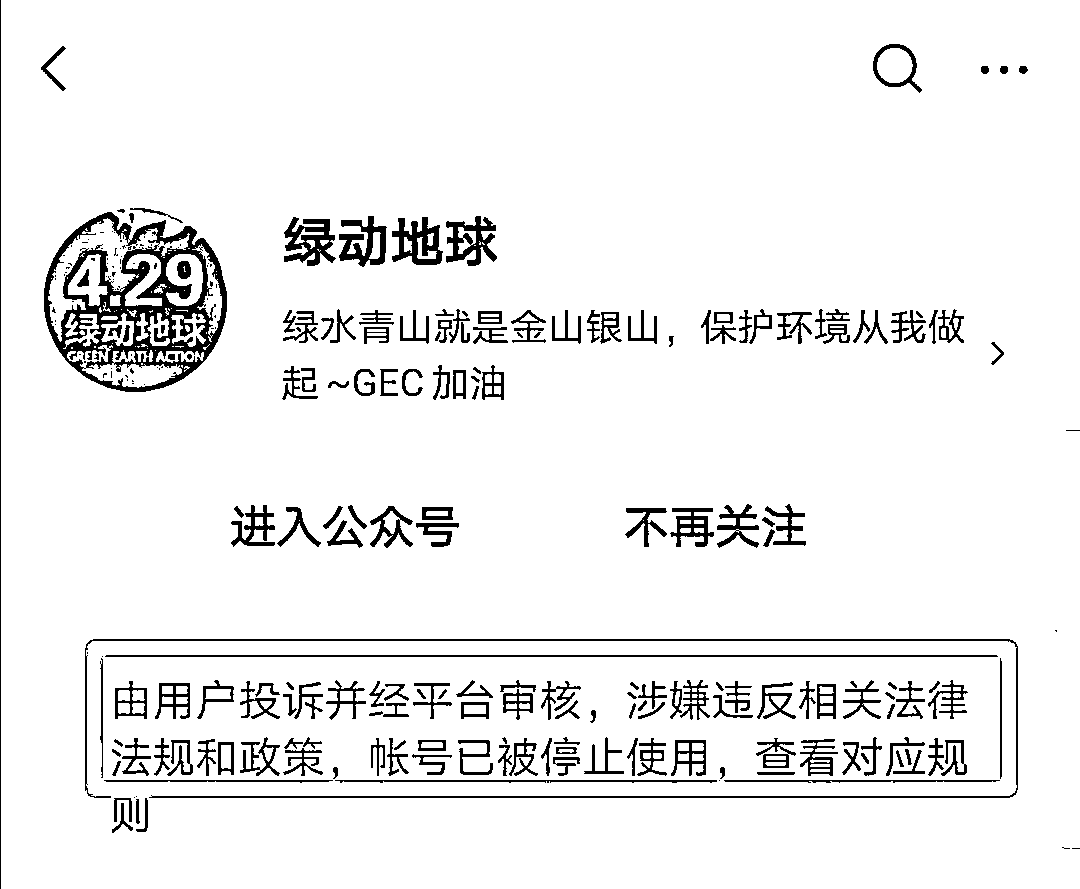 4.29
绿动地球
GREEN EARTH ACTION
绿动地球
绿水青山就是金山银山，保护环境从我做
起 ~GEC 加油
进入公众号
不再关注
由用户投诉并经平台审核，涉嫌违反相关法律
法规和政策，帐号已被停止使用，查看对应规
则